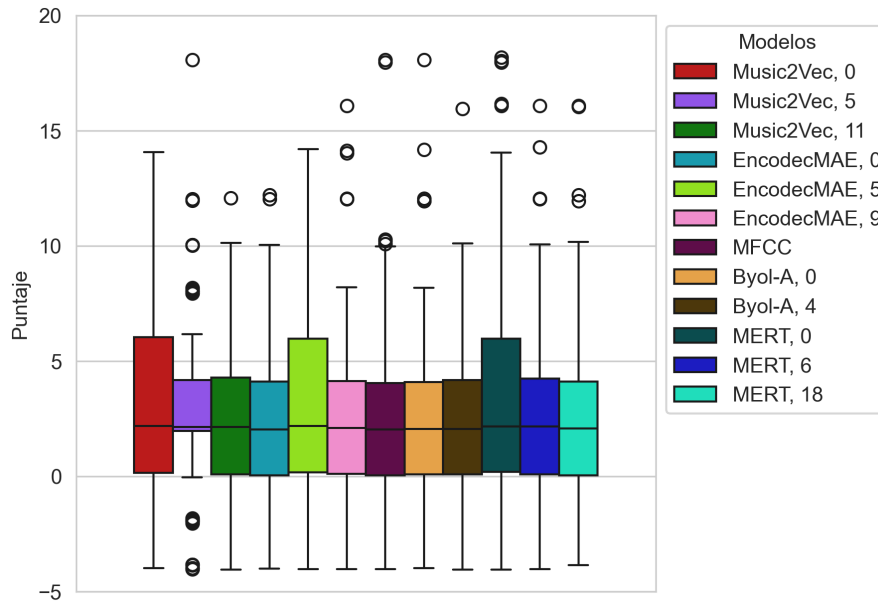 20
15
10
5
0
−5
Puntaje
Modelos
Music2Vec, 0
Music2Vec, 5
Music2Vec, 11
EncodecMAE, 0
EncodecMAE, 5
EncodecMAE, 9
MFCC
Byol-A, 0
Byol-A, 4
MERT, 0
MERT, 6
MERT, 18